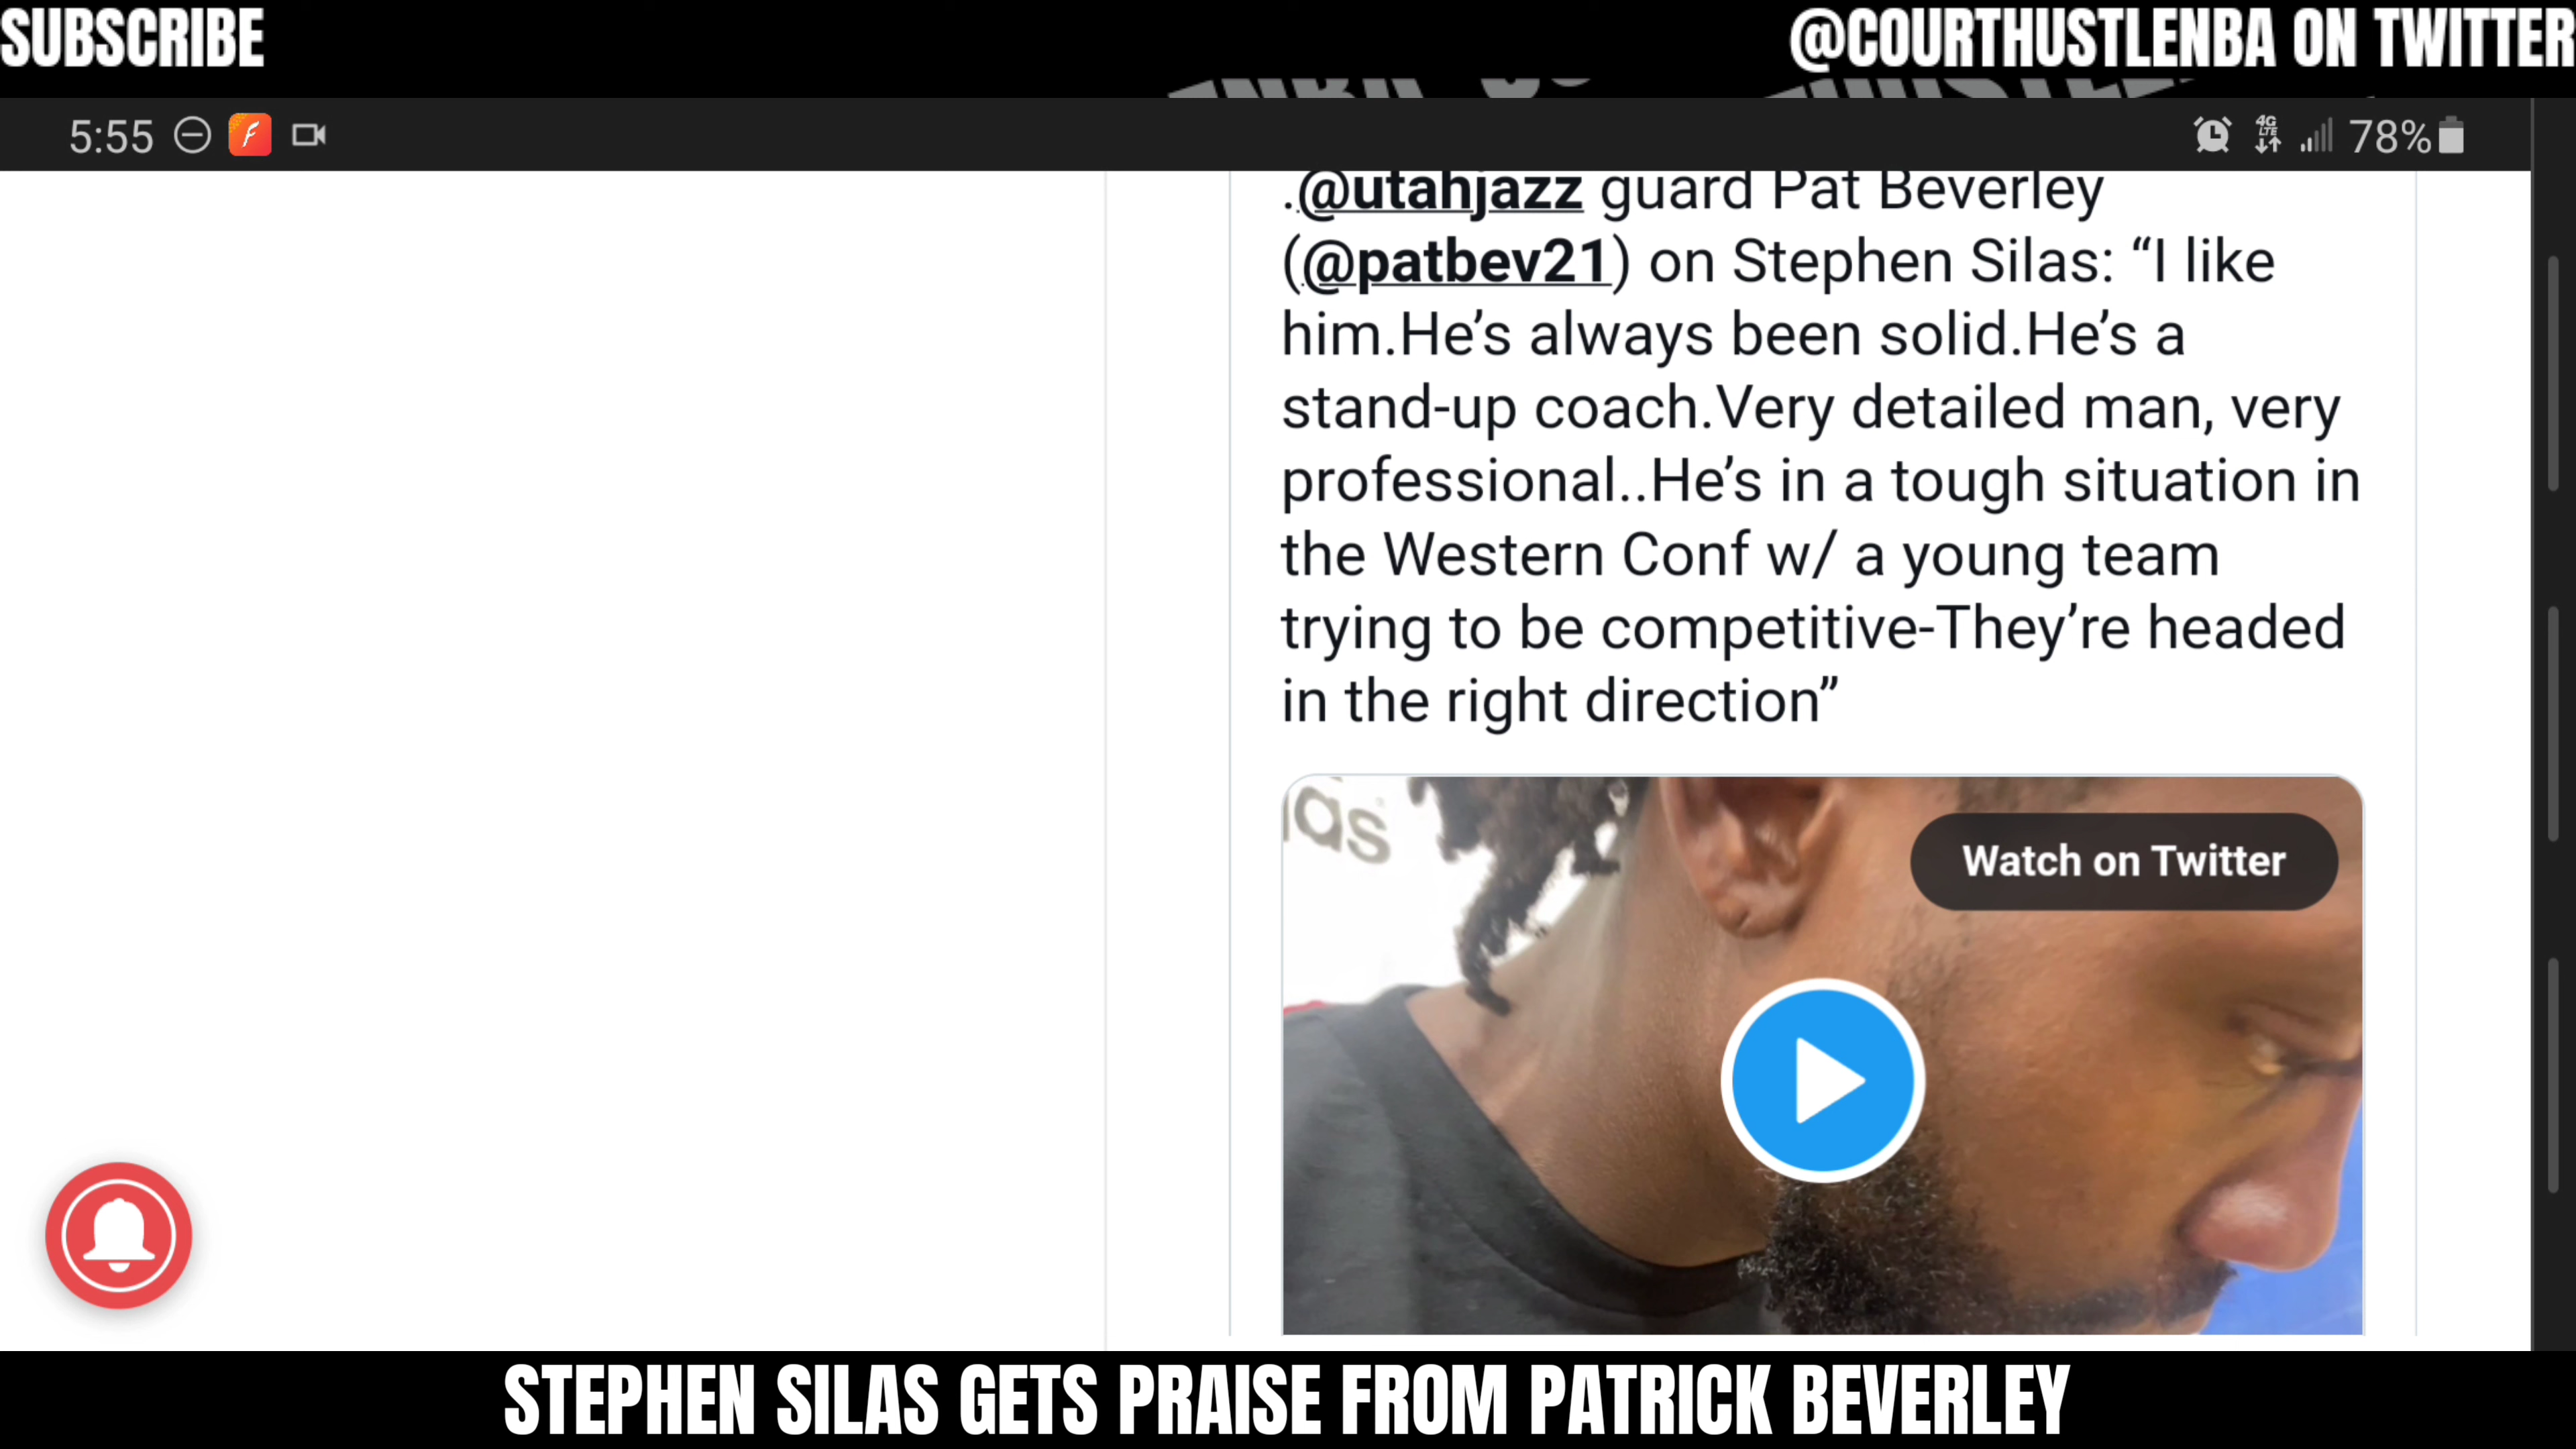 SUBSCRIBE
@COURTHUSTLENBA ON TWITTER
5:55
4G
LTE
78%
.@utahjazz guard Pat Beverley
(@patbev21) on Stephen Silas: “I like
him.He’s always been solid.He’s a
stand-up coach.Very detailed man, very
professional..He’s in a tough situation in
the Western Conf w/ a young team
trying to be competitive-They’re headed
in the right direction”
Watch on Twitter
STEPHEN SILAS GETS PRAISE FROM PATRICK BEVERLEY